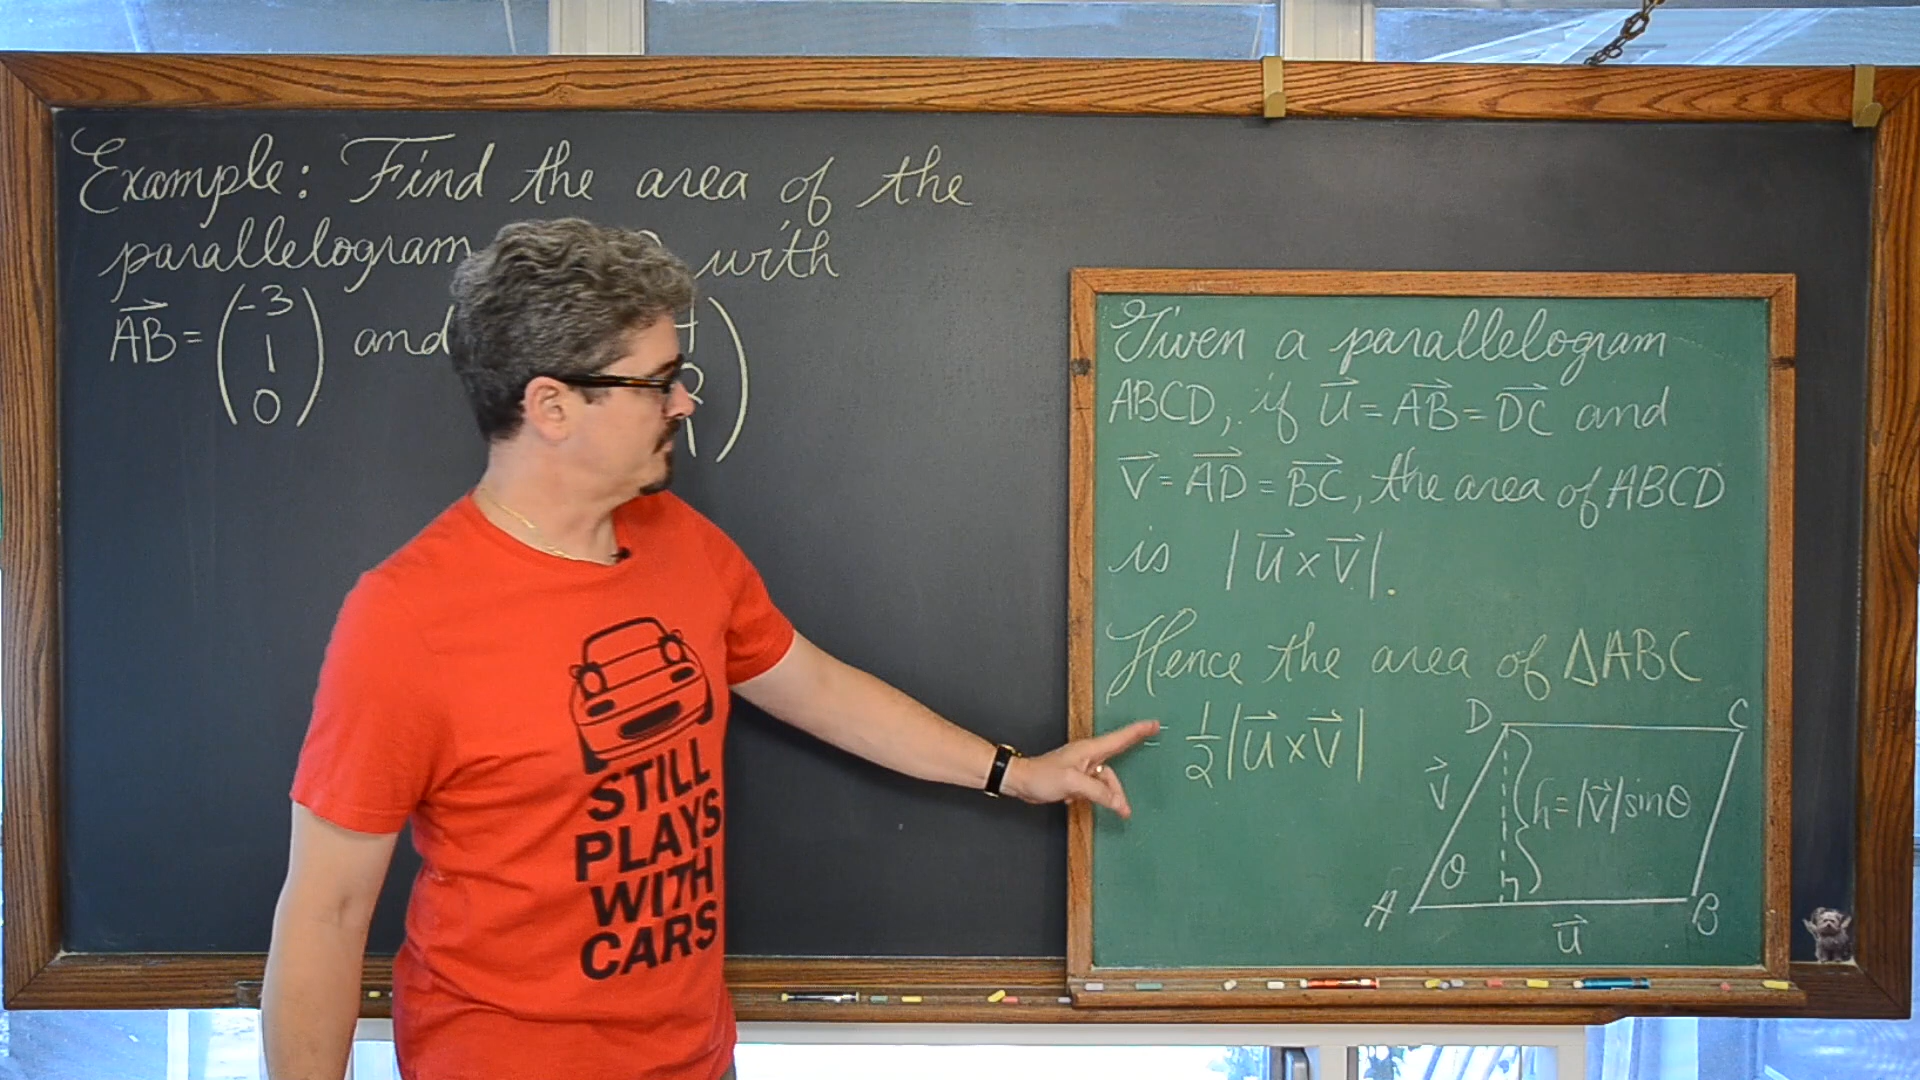 Example: Find the area of the
parallelogram with
AB⃗ = (-3 1 0) and
Given a parallelogram
ABCD, if u⃗ = AB⃗ = DC⃗ and
v⃗ = AD⃗ = BC⃗, the area of ABCD
is |u⃗ × v⃗|.
Hence the area of ΔABC
= 1/2|u⃗ × v⃗|
D C
v⃗ h = |v⃗| sin θ
θ
A B
u⃗
STILL
PLAYS
WITH
CARS